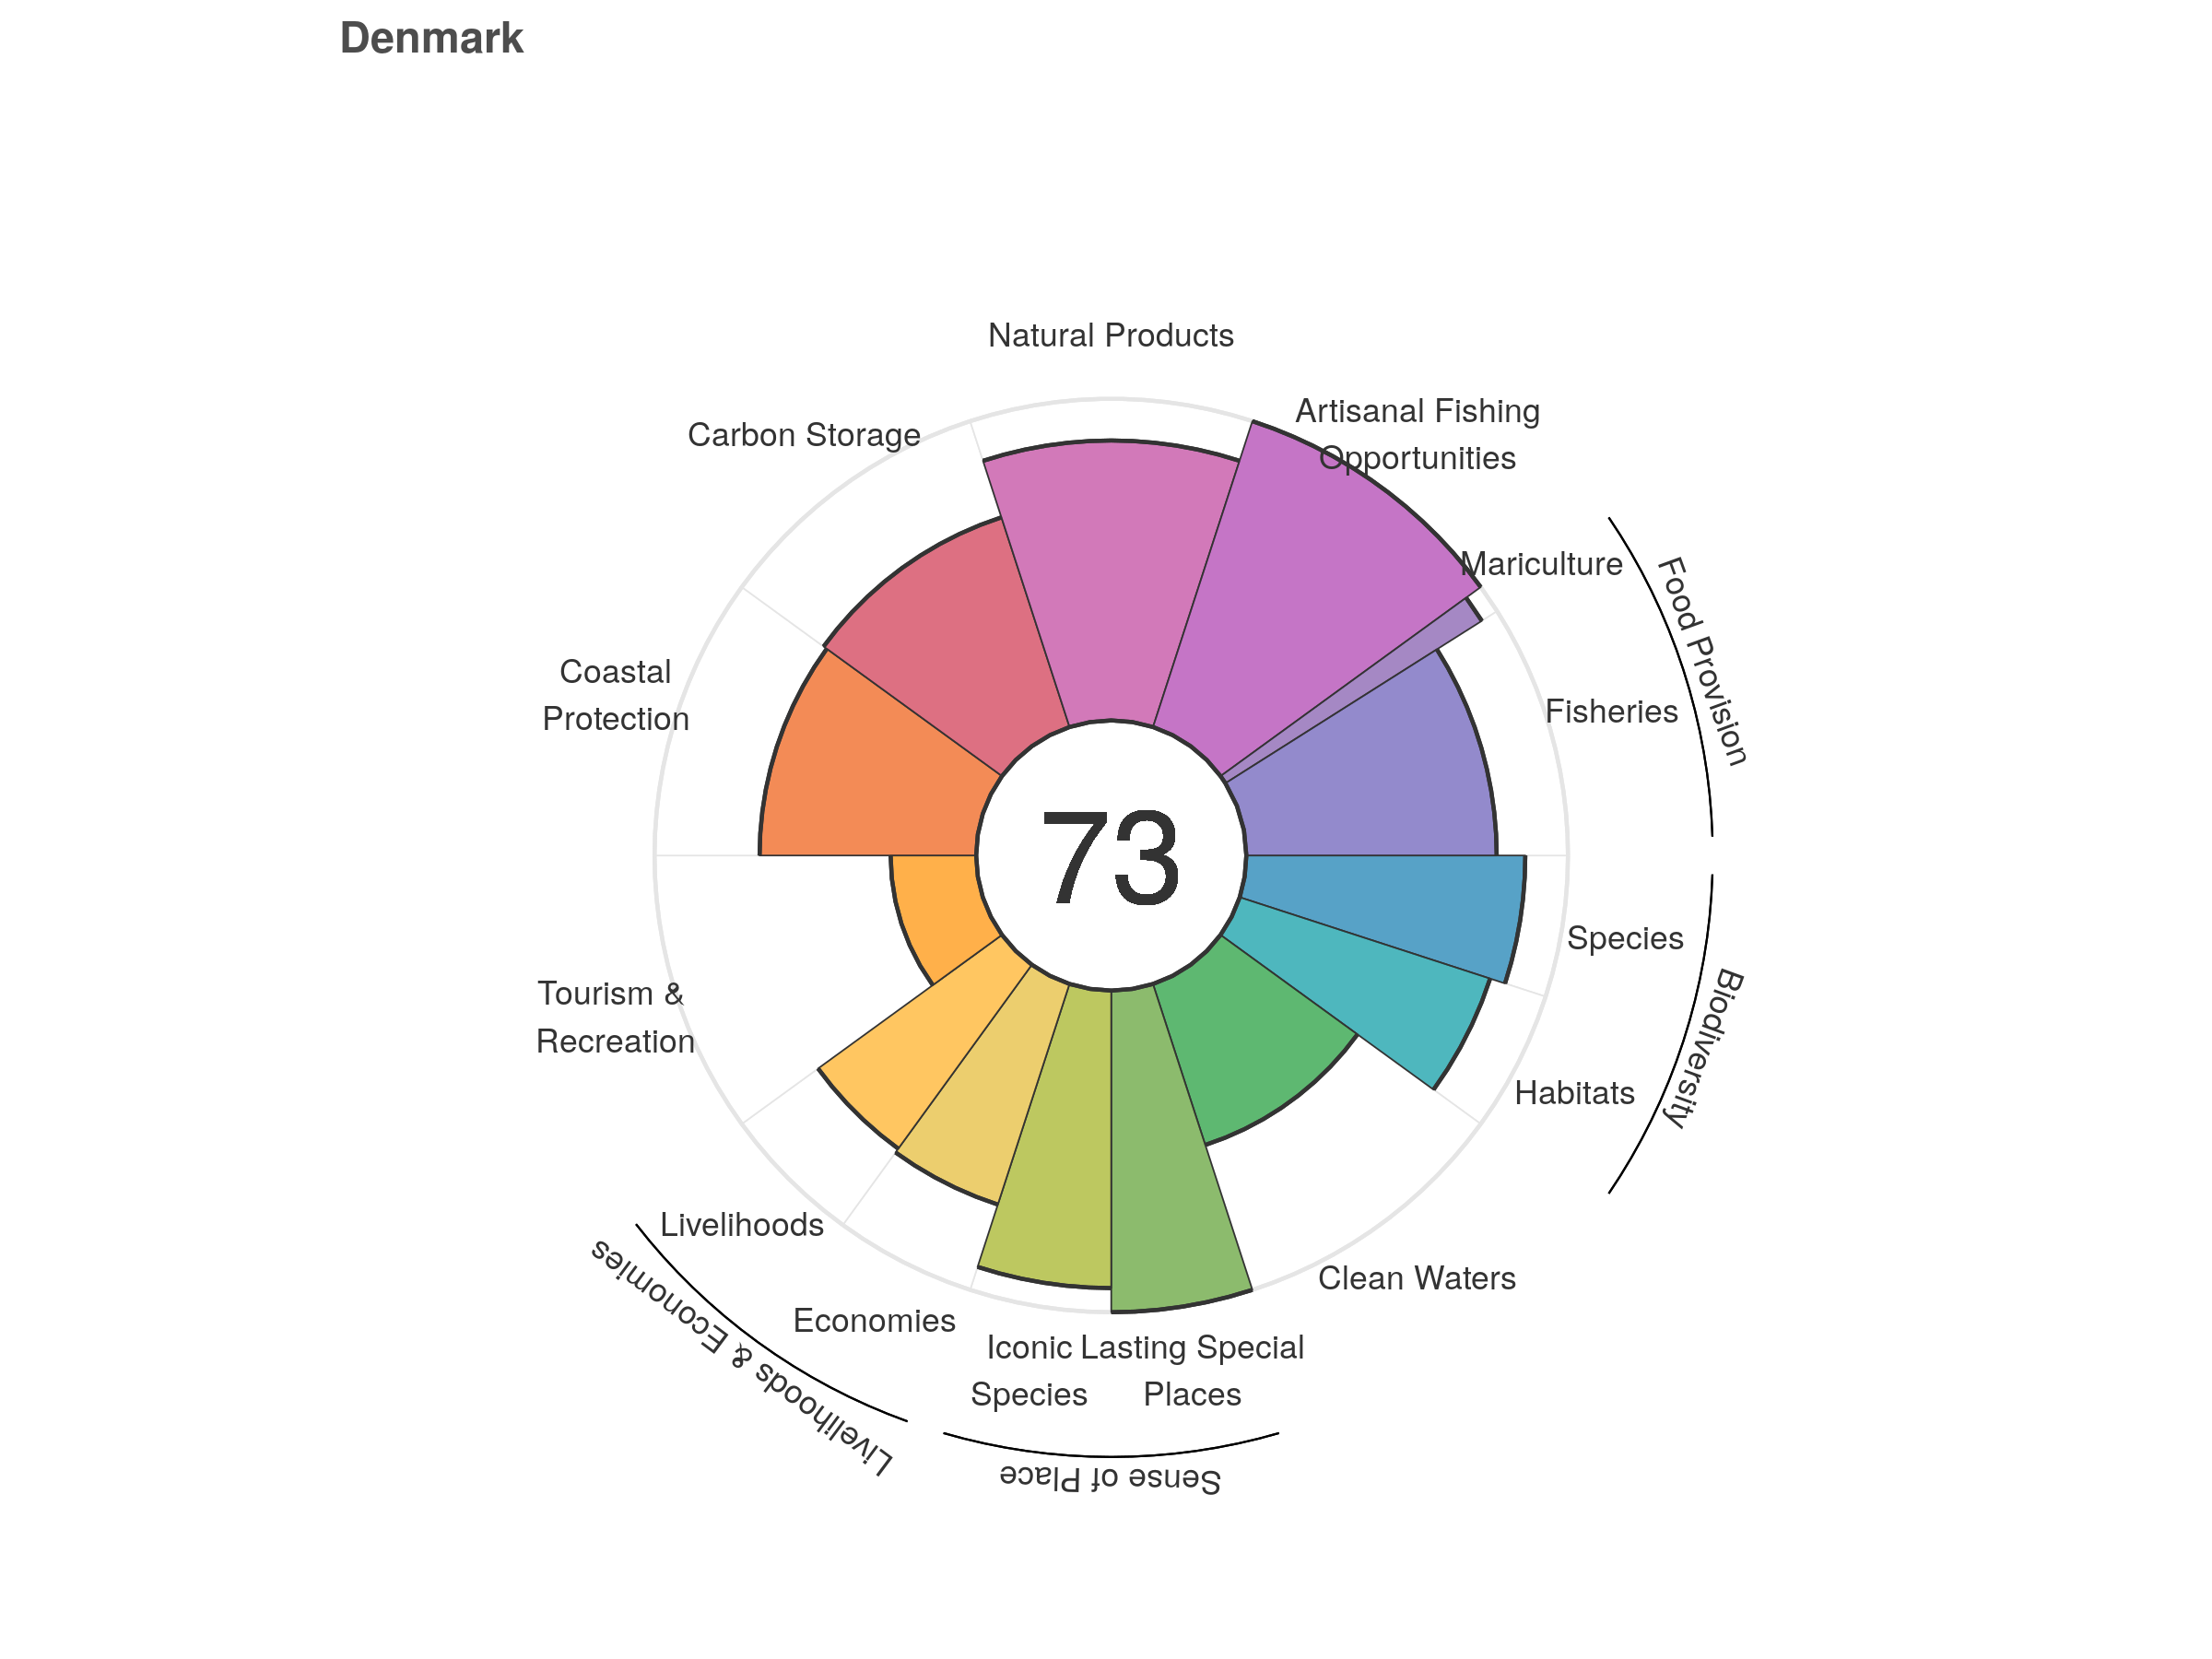 Denmark
Natural Products
Artisanal Fishing
Opportunities
Carbon Storage
Mariculture
Food Provision
Coastal
Protection
Fisheries
73
Species
Biodiversity
Tourism &
Recreation
Habitats
Livelihoods
Clean Waters
Livelihoods & Economies
Economies
Iconic
Species
Lasting Special
Places
Sense of Place